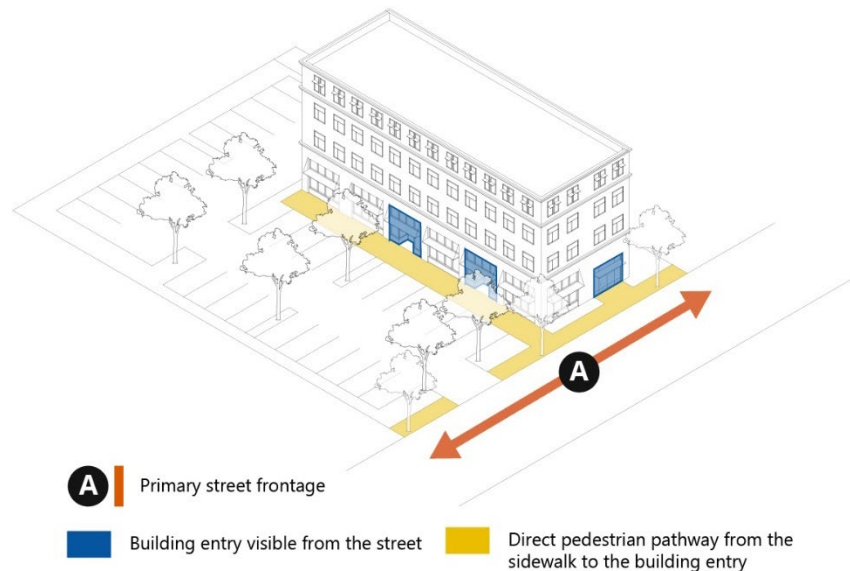 A
A Primary street frontage
Building entry visible from the street
Direct pedestrian pathway from the
sidewalk to the building entry